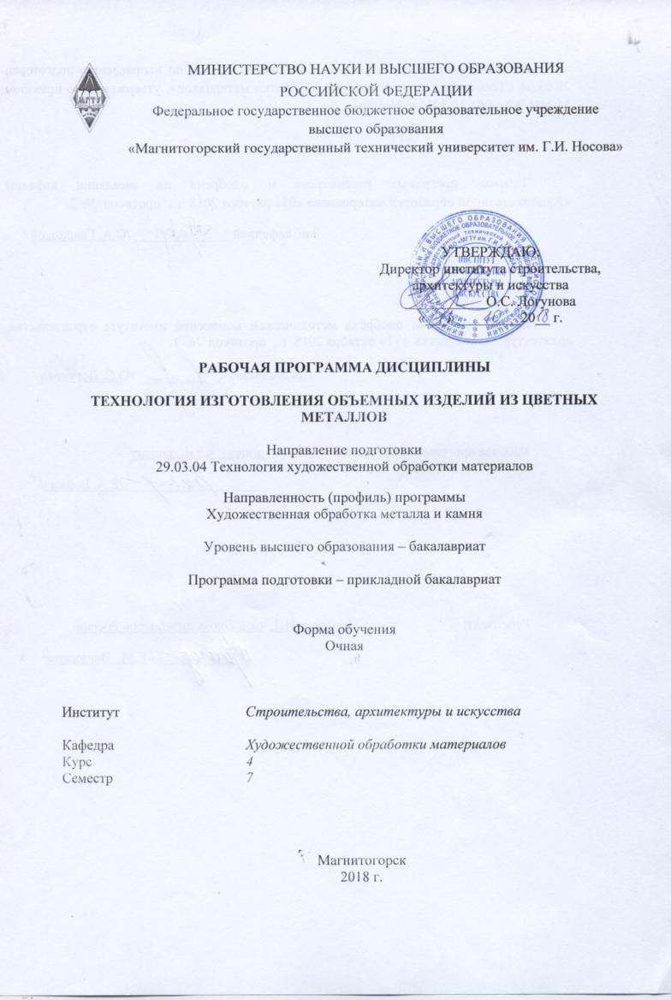 МИНИСТЕРСТВО НАУКИ И ВЫСШЕГО ОБРАЗОВАНИЯ
РОССИЙСКОЙ ФЕДЕРАЦИИ
Федеральное государственное бюджетное образовательное учреждение
высшего образования
«Магнитогорский государственный технический университет им. Г.И. Носова»
МГТУ
УТВЕРЖДАЮ:
Директор института строительства,
архитектуры и искусства
О.С. Логунова
2018 г.
РАБОЧАЯ ПРОГРАММА ДИСЦИПЛИНЫ
ТЕХНОЛОГИЯ ИЗГОТОВЛЕНИЯ ОБЪЕМНЫХ ИЗДЕЛИЙ ИЗ ЦВЕТНЫХ
МЕТАЛЛОВ
Направление подготовки
29.03.04 Технология художественной обработки материалов
Направленность (профиль) программы
Художественная обработка металла и камня
Уровень высшего образования – бакалавриат
Программа подготовки – прикладной бакалавриат
Форма обучения
Очная
Институт Строительства, архитектуры и искусства
Кафедра Художественной обработки материалов
Курс 4
Семестр 7
Магнитогорск
2018 г.